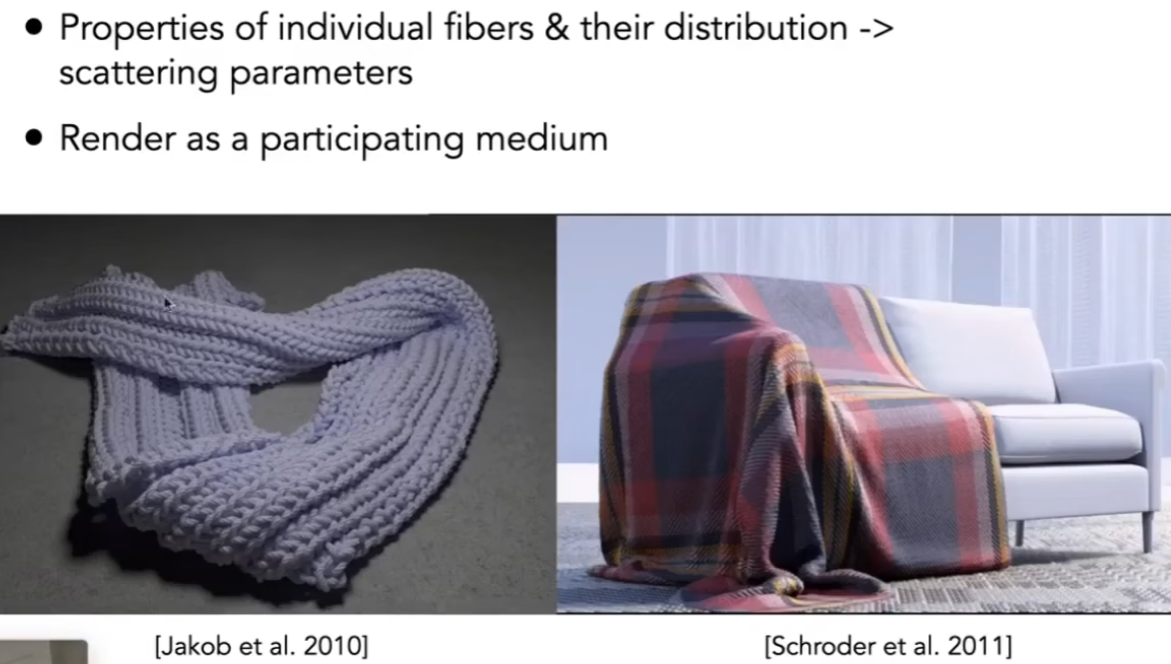 ● Properties of individual fibers & their distribution ->
scattering parameters
● Render as a participating medium
[Jakob et al. 2010]
[Schroder et al. 2011]